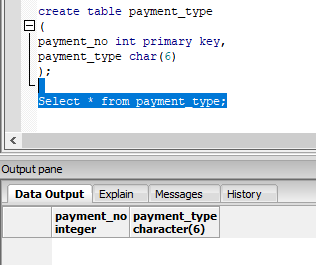 create table payment_type
(
payment_no int primary key,
payment_type char(6)
);
Select * from payment_type;
Output pane
Data Output Explain Messages History
payment_no payment_type
integer character(6)